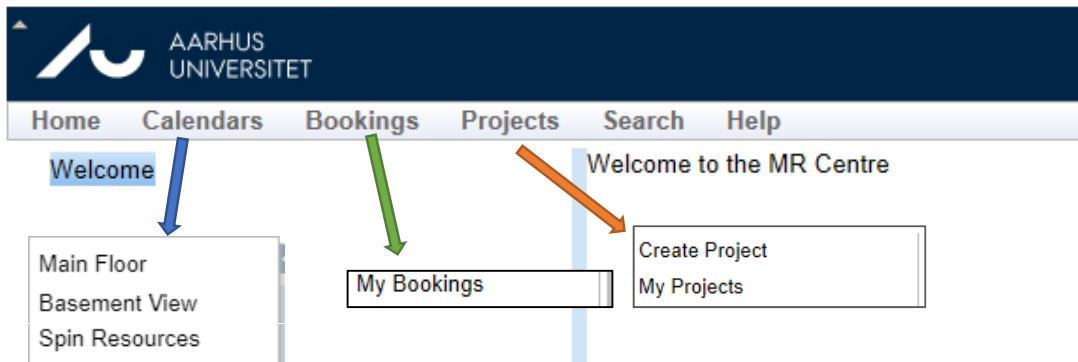 AARHUS
UNIVERSITET
Home Calendars Bookings Projects Search Help
Welcome
Welcome to the MR Centre
Main Floor
Basement View
Spin Resources
My Bookings
Create Project
My Projects